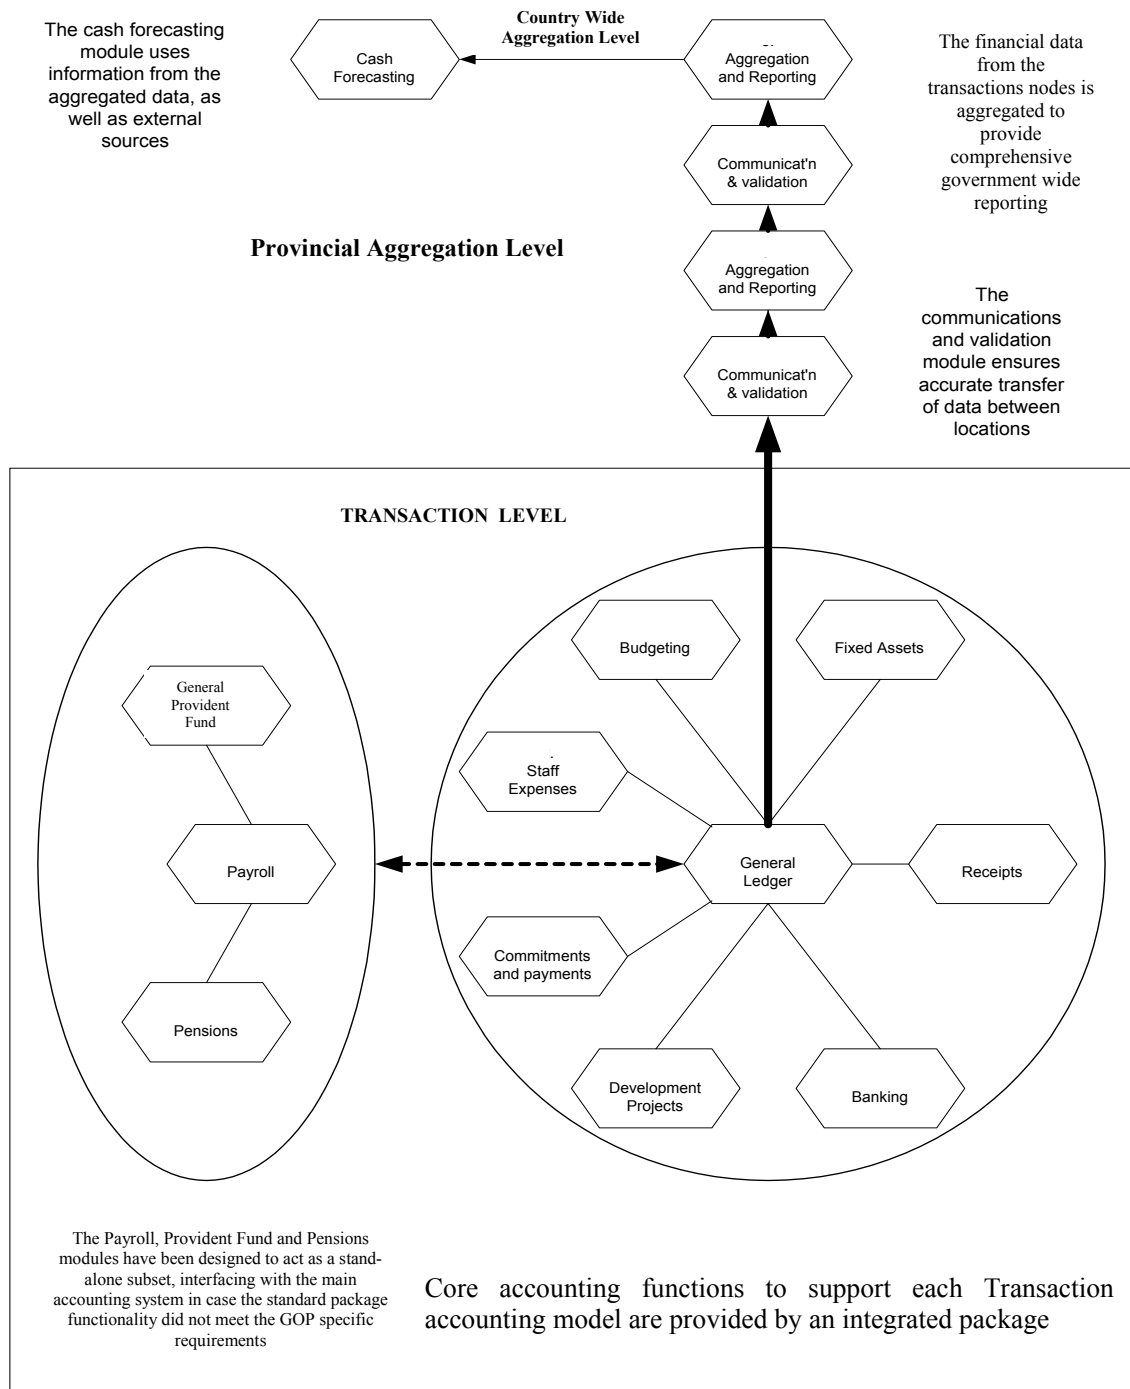 The cash forecasting
module uses
information from the
aggregated data, as
well as external
sources
Country Wide
Aggregation Level
Cash
Forecasting
Aggregation
and Reporting
The financial data
from the
transactions nodes is
aggregated to
provide
comprehensive
government wide
reporting
Communicat'n
& validation
Provincial Aggregation Level
Aggregation
and Reporting
The
communications
and validation
module ensures
accurate transfer
of data between
locations
Communicat'n
& validation
TRANSACTION LEVEL
General
Provident
Fund
Payroll
Pensions
Budgeting
Fixed Assets
Staff
Expenses
General
Ledger
Receipts
Commitments
and payments
Development
Projects
Banking
The Payroll, Provident Fund and Pensions
modules have been designed to act as a stand-
alone subset, interfacing with the main
accounting system in case the standard package
functionality did not meet the GOP specific
requirements
Core accounting functions to support each Transaction
accounting model are provided by an integrated package